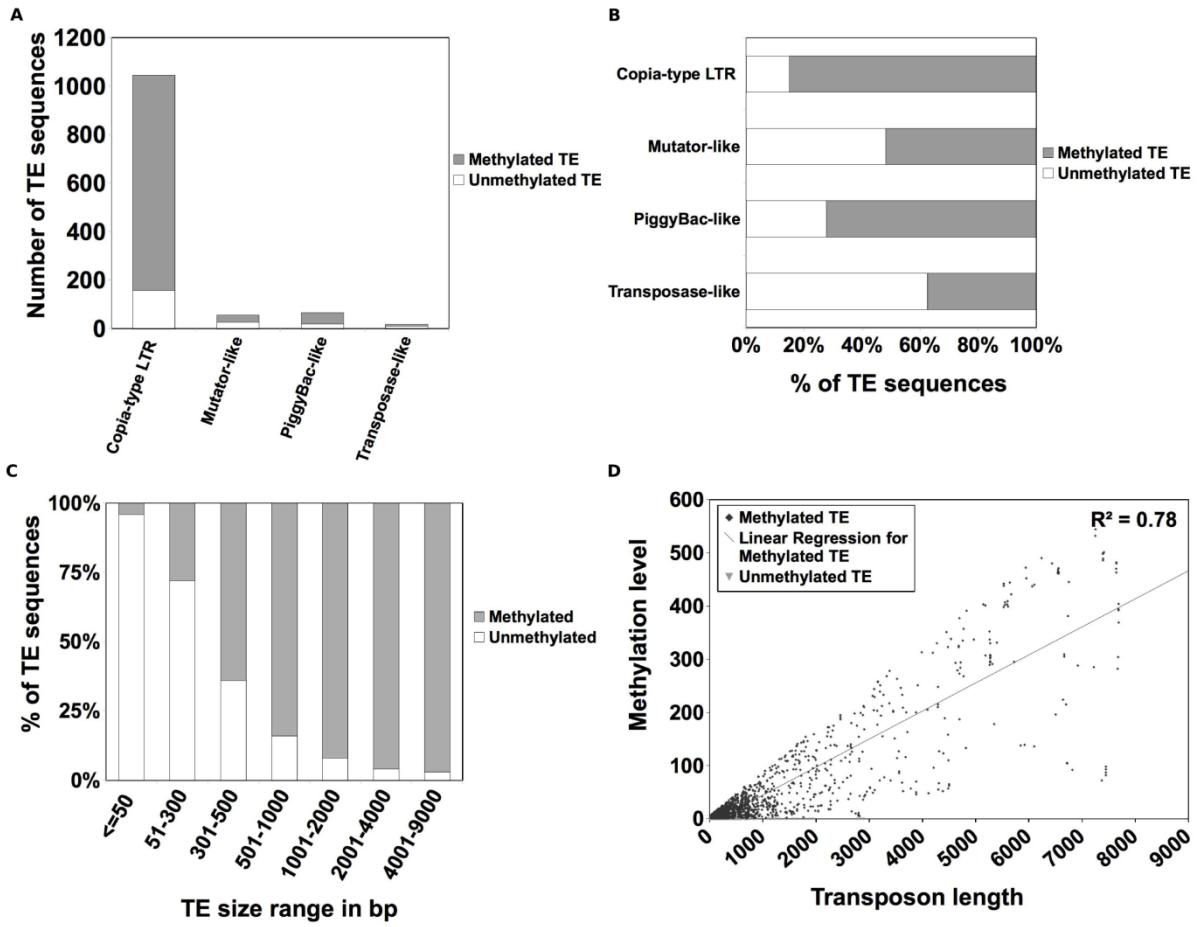 A
Number of TE sequences
1200
1000
800
600
400
200
0
Copia-type LTR
Mutator-like
PiggyBac-like
Transposase-like
Methylated TE
Unmethylated TE
B
Copia-type LTR
Mutator-like
PiggyBac-like
Transposase-like
0% 20% 40% 60% 80% 100%
% of TE sequences
Methylated TE
Unmethylated TE
C
% of TE sequences
100%
75%
50%
25%
0%
<=50
51-300
301-500
501-1000
1001-2000
2001-4000
4001-9000
TE size range in bp
Methylated
Unmethylated
D
Methylation level
600
500
400
300
200
100
0
0 1000 2000 3000 4000 5000 6000 7000 8000 9000
Transposon length
Methylated TE
Linear Regression for
Methylated TE
Unmethylated TE
R² = 0.78